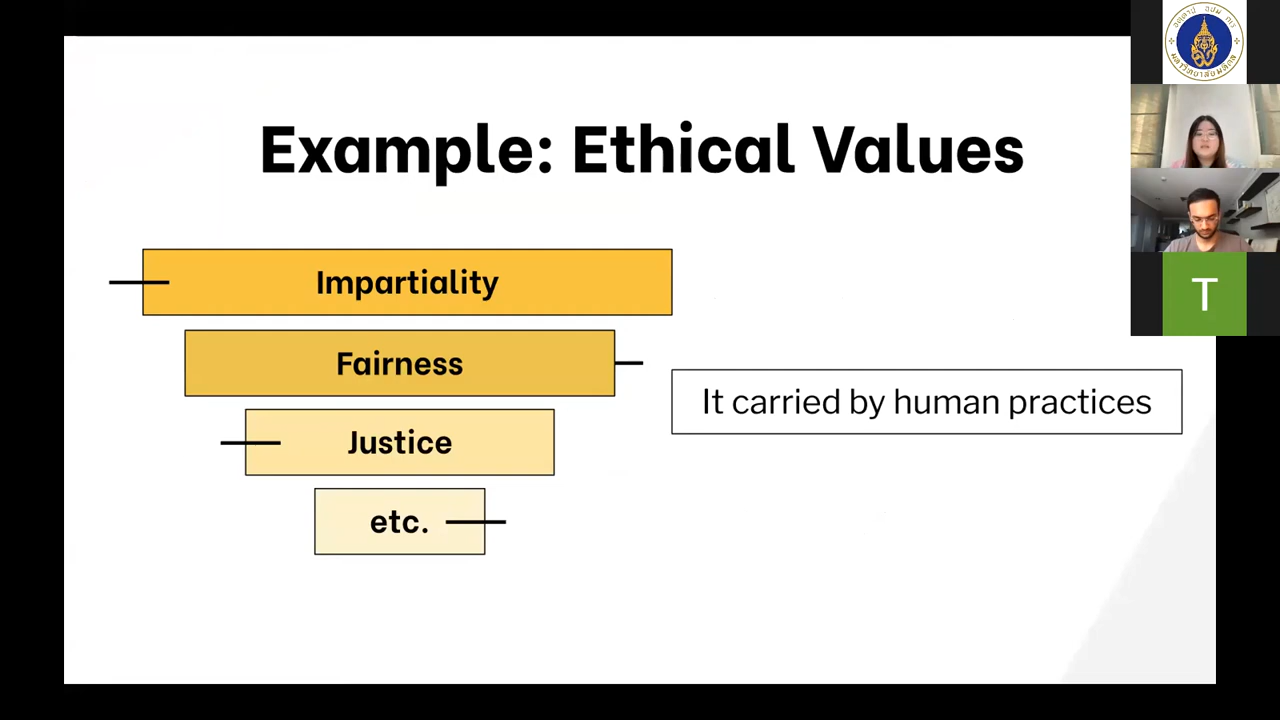 Example: Ethical Values
Impartiality
Fairness
Justice
etc.
It carried by human practices
T